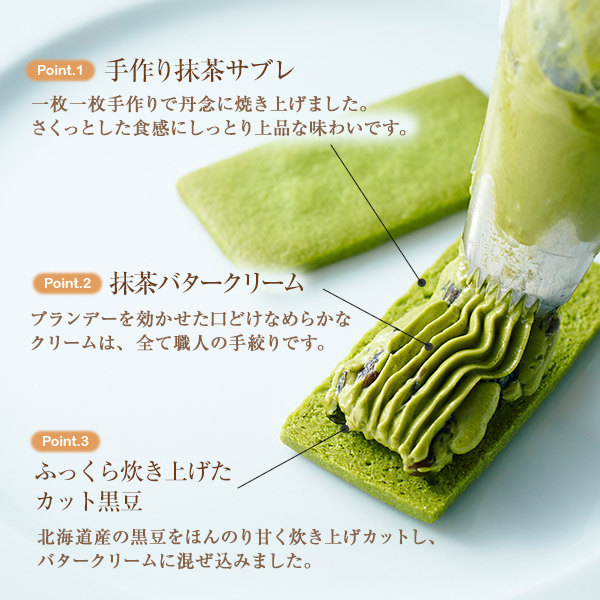 Point.1 手作り抹茶サブレ
一枚一枚手作りで丹念に焼き上げました。
さくっとした食感にしっとり上品な味わいです。
Point.2 抹茶バタークリーム
ブランデーを効かせた口どけなめらかな
クリームは、全て職人の手絞りです。
Point.3
ふっくら炊き上げた
カット黒豆
北海道産の黒豆をほんのり甘く炊き上げカットし、
バタークリームに混ぜ込みました。